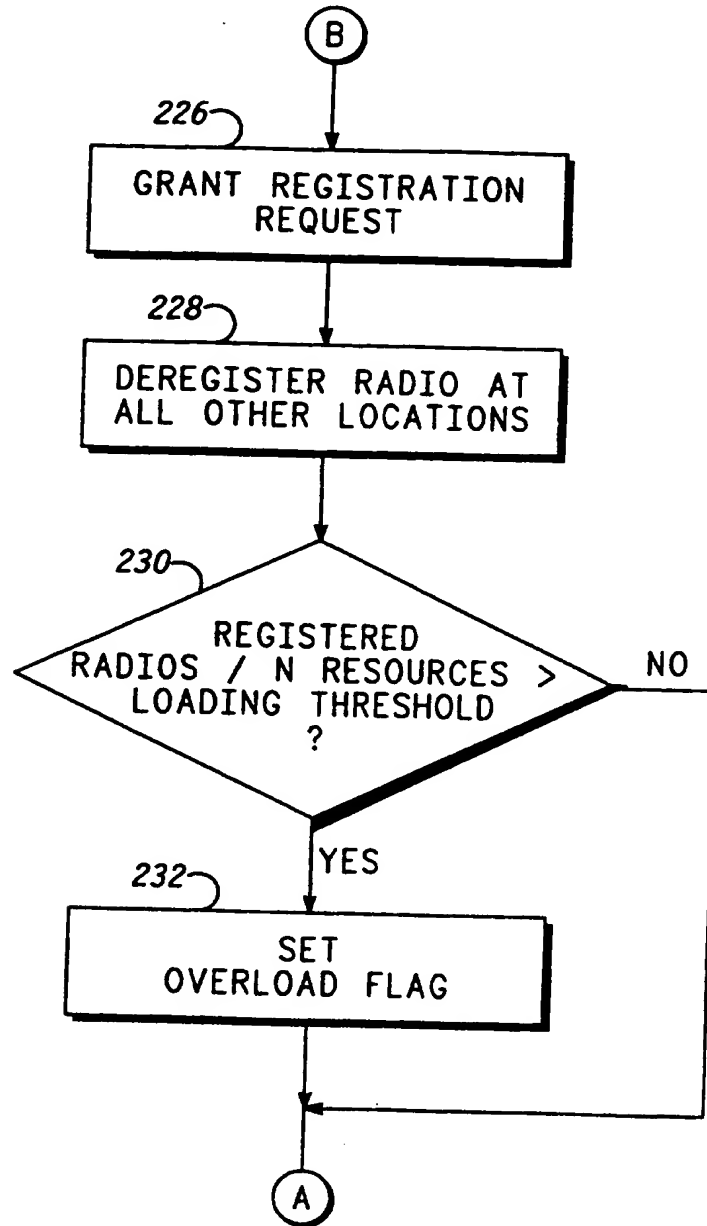 B
226
GRANT REGISTRATION
REQUEST
228
DEREGISTER RADIO AT
ALL OTHER LOCATIONS
230
REGISTERED
RADIOS / N RESOURCES >
LOADING THRESHOLD
?
NO
YES
232
SET
OVERLOAD FLAG
A